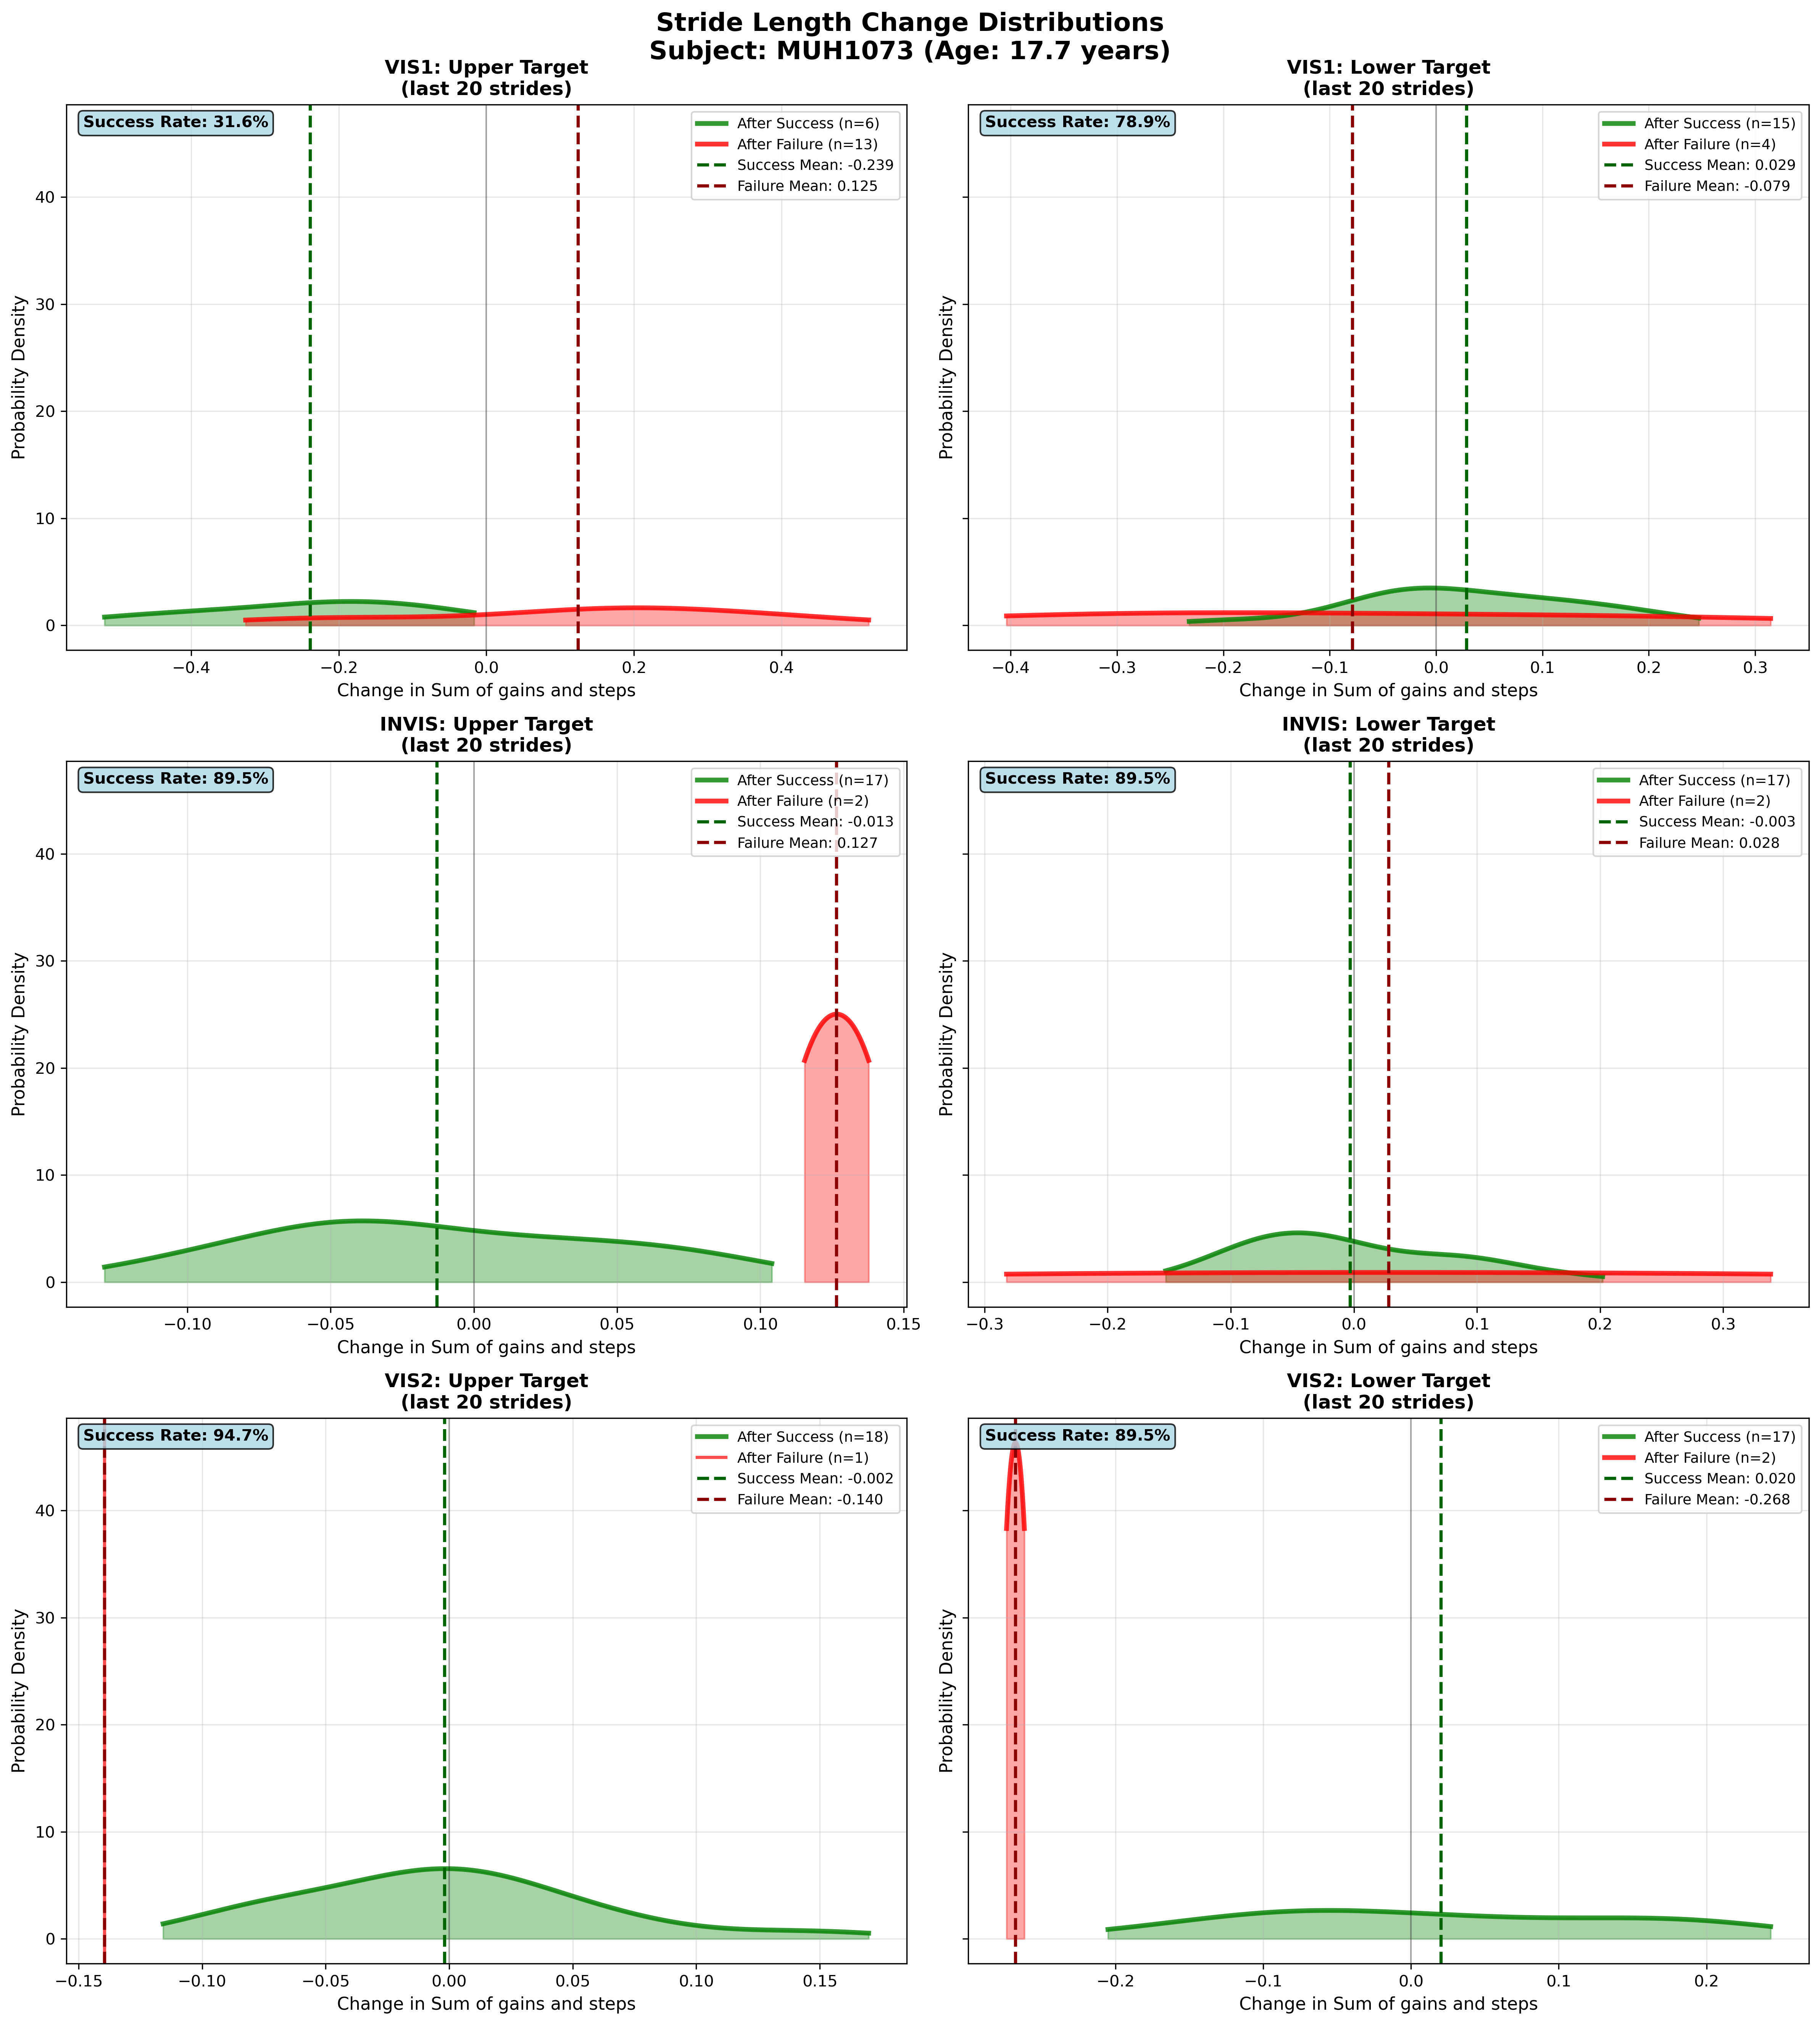 Stride Length Change Distributions
Subject: MUH1073 (Age: 17.7 years)
VIS1: Upper Target
(last 20 strides)
Success Rate: 31.6%
After Success (n=6)
After Failure (n=13)
Success Mean: -0.239
Failure Mean: 0.125
Probability Density
40
30
20
10
0
−0.4
−0.2
0.0
0.2
0.4
Change in Sum of gains and steps
VIS1: Lower Target
(last 20 strides)
Success Rate: 78.9%
After Success (n=15)
After Failure (n=4)
Success Mean: 0.029
Failure Mean: -0.079
Probability Density
−0.4
−0.3
−0.2
−0.1
0.0
0.1
0.2
0.3
Change in Sum of gains and steps
INVIS: Upper Target
(last 20 strides)
Success Rate: 89.5%
After Success (n=17)
After Failure (n=2)
Success Mean: -0.013
Failure Mean: 0.127
Probability Density
40
30
20
10
0
−0.10
−0.05
0.00
0.05
0.10
0.15
Change in Sum of gains and steps
INVIS: Lower Target
(last 20 strides)
Success Rate: 89.5%
After Success (n=17)
After Failure (n=2)
Success Mean: -0.003
Failure Mean: 0.028
Probability Density
−0.3
−0.2
−0.1
0.0
0.1
0.2
0.3
Change in Sum of gains and steps
VIS2: Upper Target
(last 20 strides)
Success Rate: 94.7%
After Success (n=18)
After Failure (n=1)
Success Mean: -0.002
Failure Mean: -0.140
Probability Density
40
30
20
10
0
−0.15
−0.10
−0.05
0.00
0.05
0.10
0.15
Change in Sum of gains and steps
VIS2: Lower Target
(last 20 strides)
Success Rate: 89.5%
After Success (n=17)
After Failure (n=2)
Success Mean: 0.020
Failure Mean: -0.268
Probability Density
−0.2
−0.1
0.0
0.1
0.2
Change in Sum of gains and steps